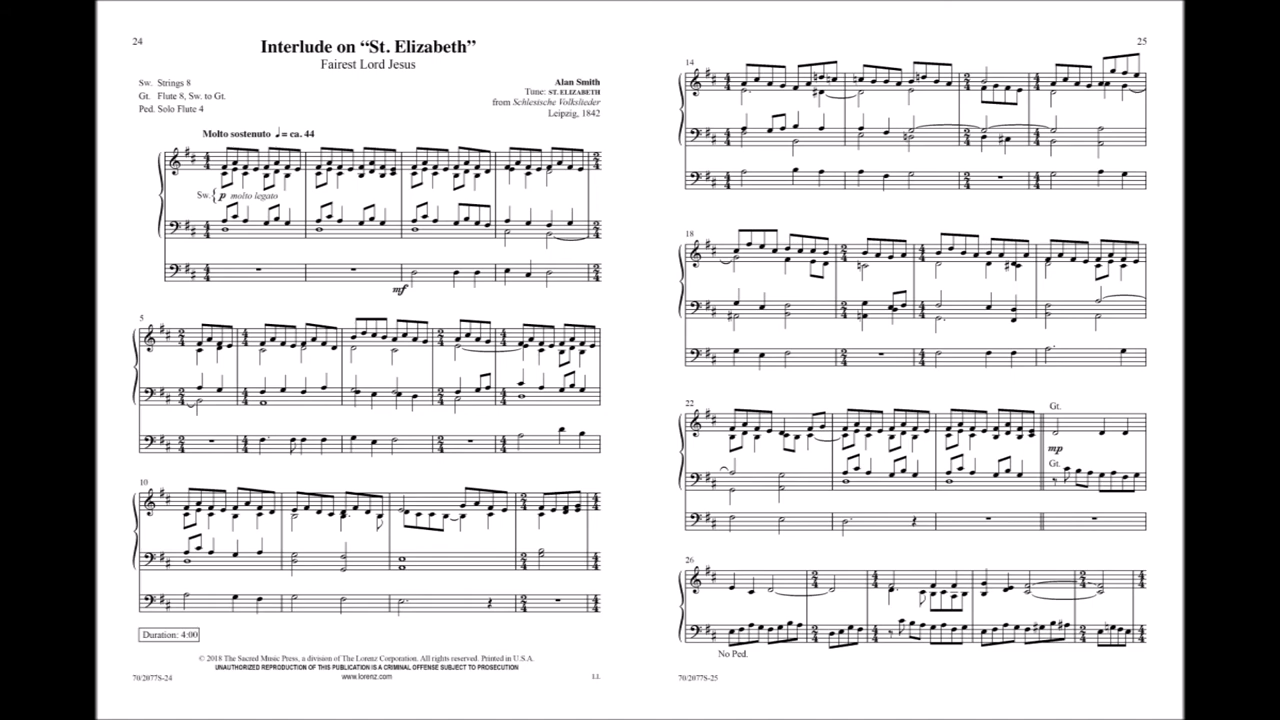 24
Interlude on “St. Elizabeth”
Fairest Lord Jesus
Sw. Strings 8
Gt. Flute 8, Sw. to Gt.
Ped. Solo Flute 4
Alan Smith
Tune: ST. ELIZABETH
from Schlesische Volkslieder
Leipzig, 1842
Molto sostenuto ♩= ca. 44
4 4
2 4
Sw. p molto legato
mf
5
10
Duration: 4:00
© 2018 The Sacred Music Press, a division of The Lorenz Corporation. All rights reserved. Printed in U.S.A.
UNAUTHORIZED REPRODUCTION OF THIS PUBLICATION IS A CRIMINAL OFFENSE SUBJECT TO PROSECUTION
www.lorenz.com
70/2077S-24
LL
25
14
18
22
Gt.
mp
Gt.
26
No Ped.
70/2077S-25